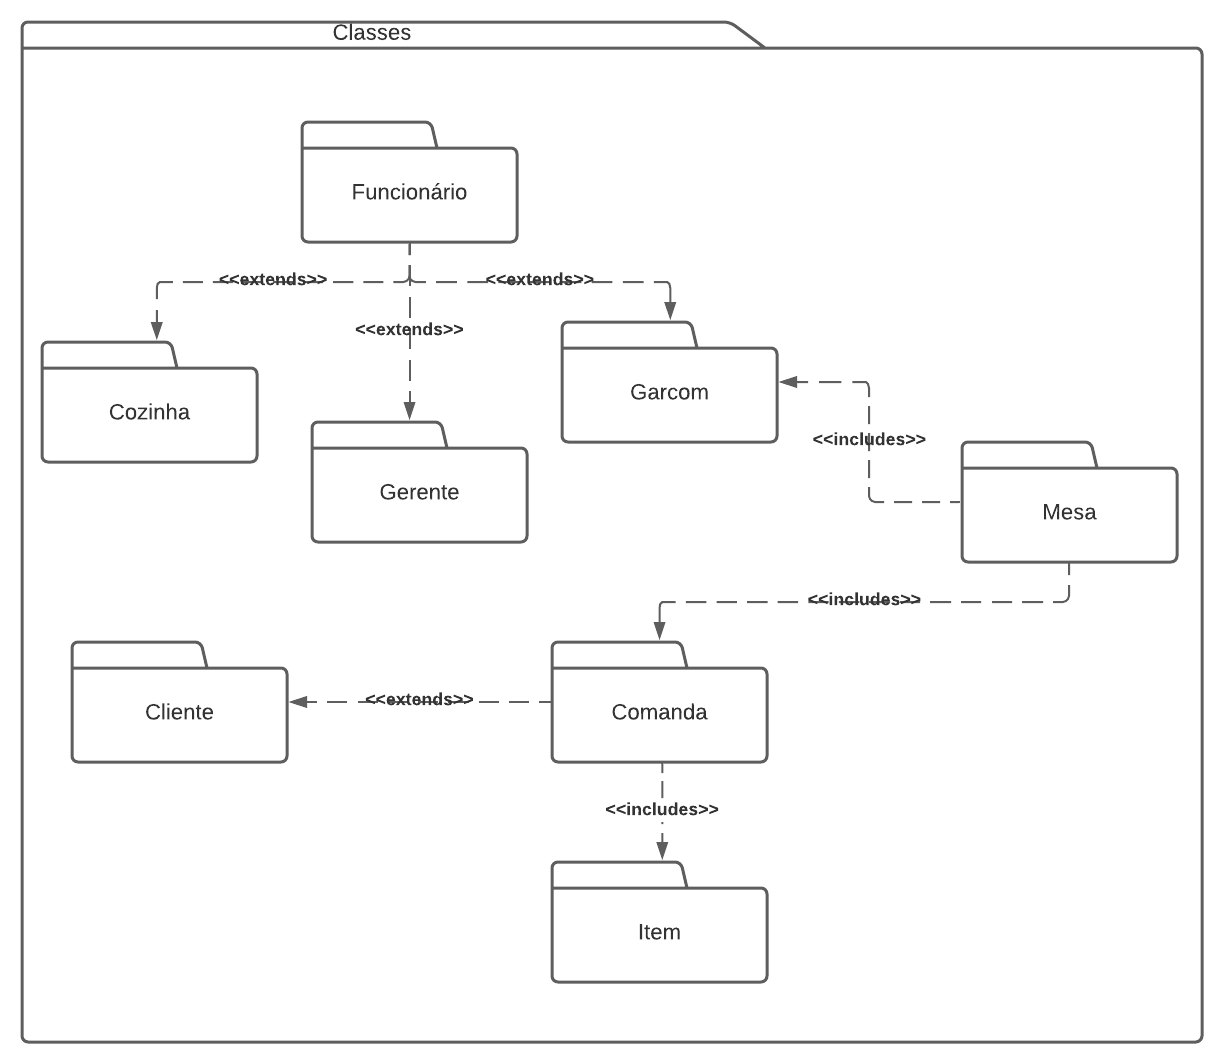 Classes
Funcionário
<<extends>>
<<extends>>
<<extends>>
Cozinha
Garcom
Gerente
<<includes>>
Mesa
<<includes>>
Cliente
<<extends>>
Comanda
<<includes>>
Item